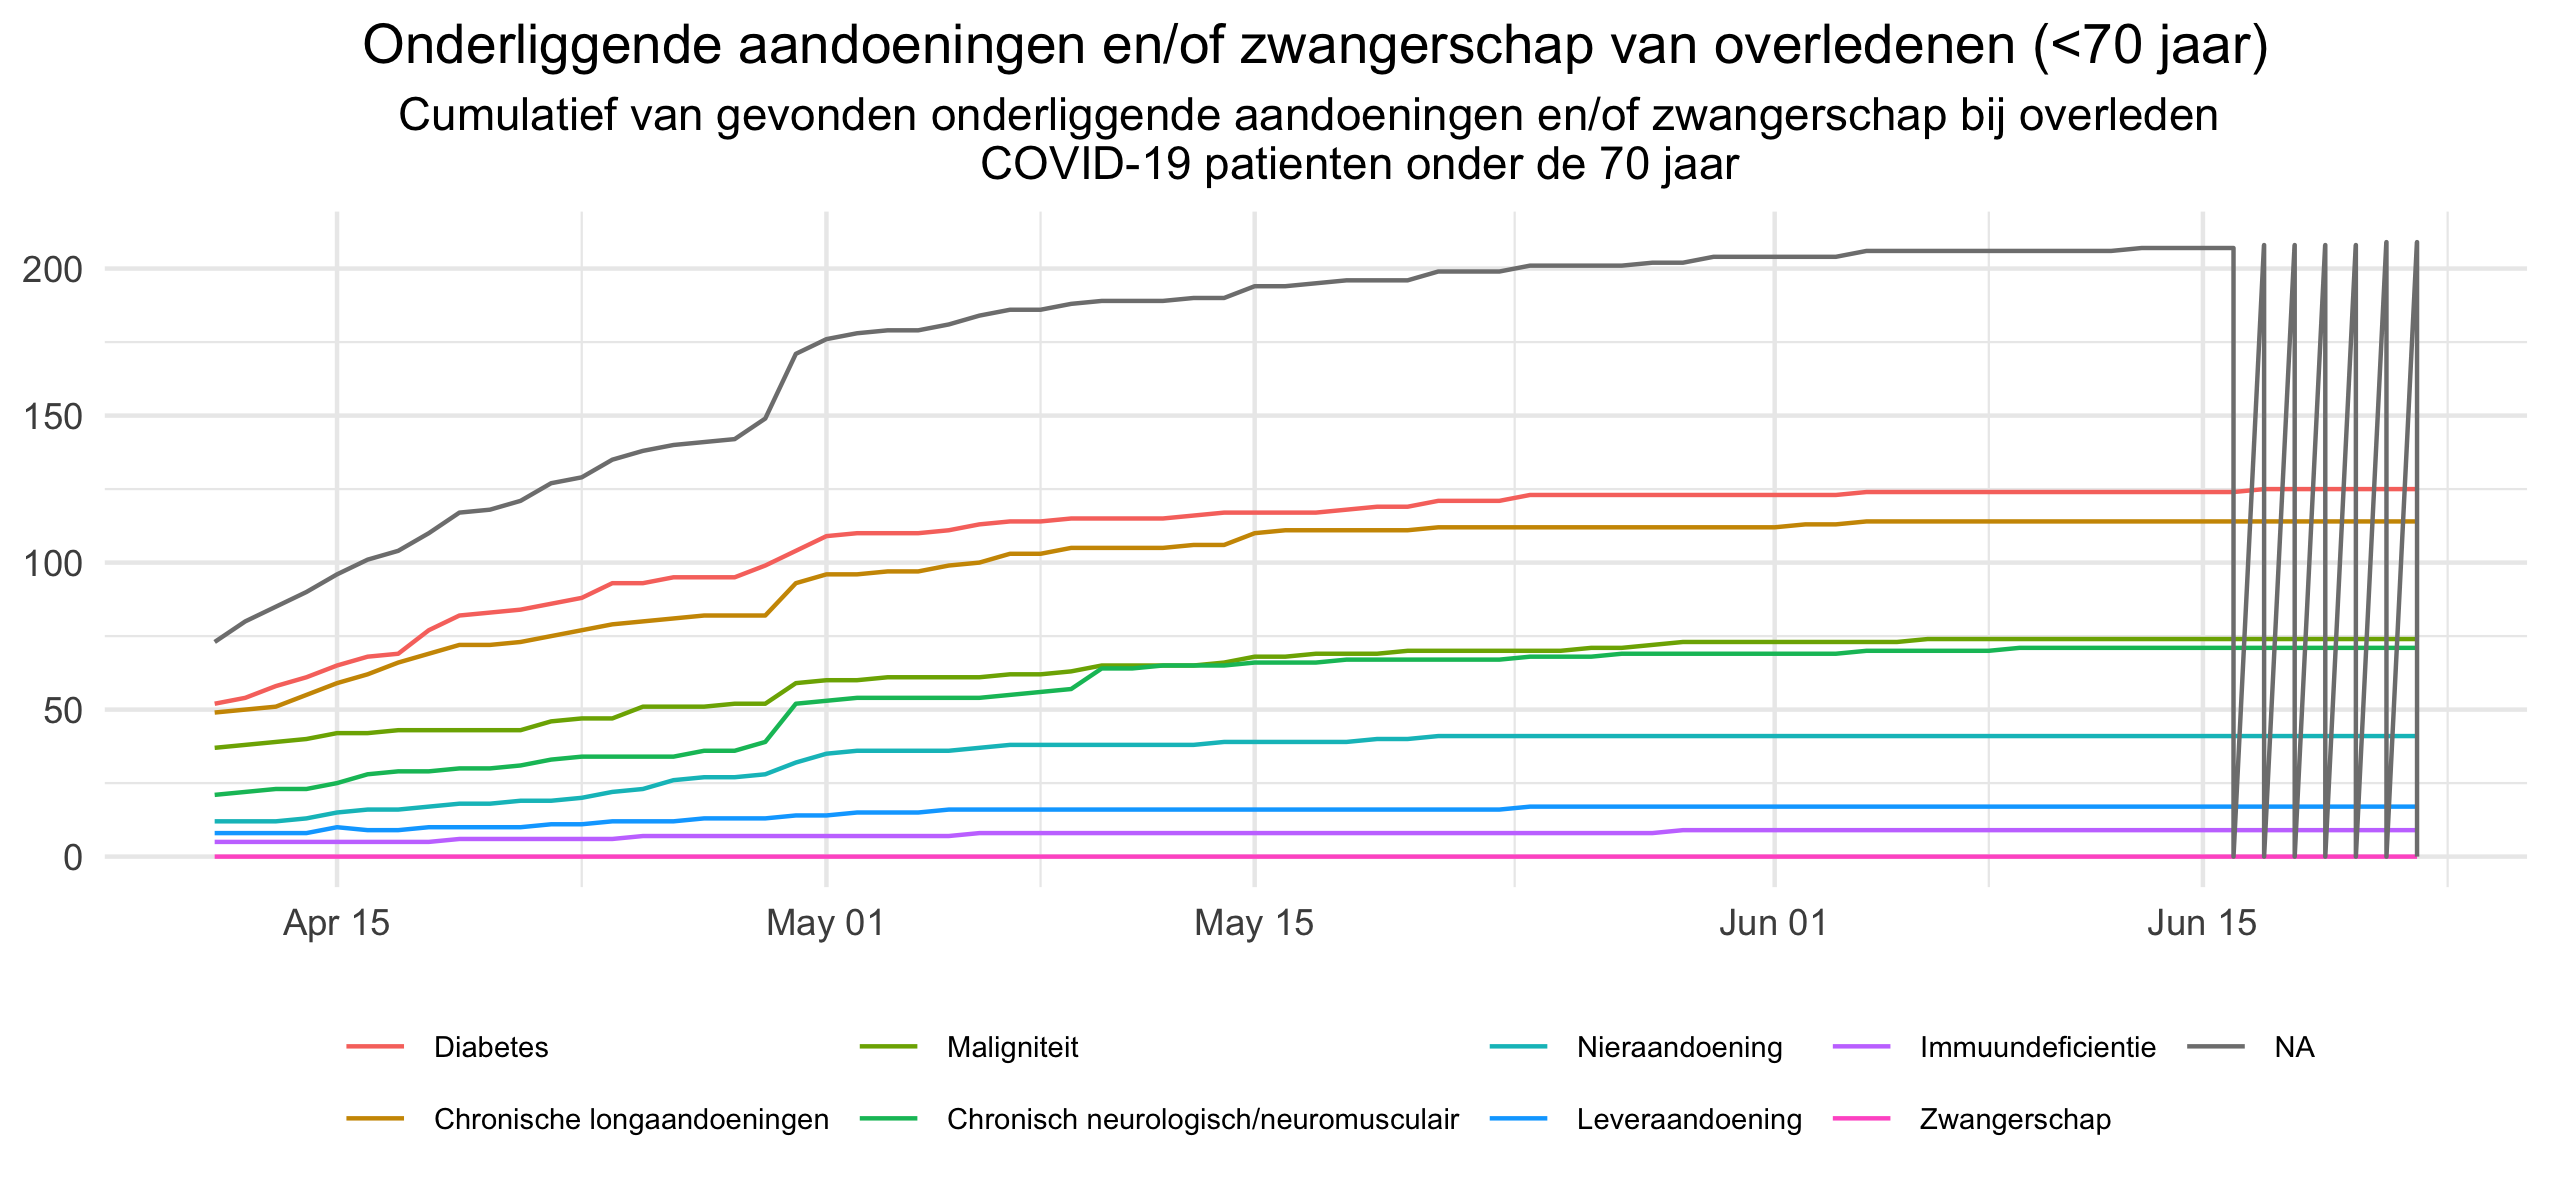 Onderliggende aandoeningen en/of zwangerschap van overledenen (<70 jaar)
Cumulatief van gevonden onderliggende aandoeningen en/of zwangerschap bij overleden
COVID-19 patienten onder de 70 jaar
200
150
100
50
0
Apr 15 May 01 May 15 Jun 01 Jun 15
Diabetes Maligniteit Nieraandoening Immuundeficientie NA
Chronische longaandoeningen Chronisch neurologisch/neuromusculair Leveraandoening Zwangerschap